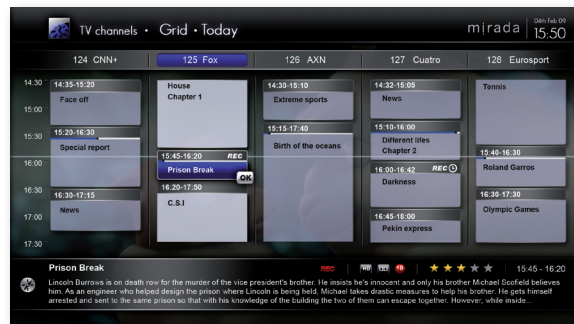 TV channels • Grid • Today
mirada
04th Feb 09
15:50
124 CNN+
125 Fox
126 AXN
127 Cuatro
128 Eurosport
14:30
15:00
15:30
16:00
16:30
17:00
17:30
14:35-15:20
Face off
15:20-16:30
Special report
16:30-17:15
News
House
Chapter 1
15:45-16:20 REC
Prison Break
OK
16:20-17:50
C.S.I
14:30-15:10
Extreme sports
15:15-17:40
Birth of the oceans
14:32-15:05
News
15:10-16:00
Different lifes
Chapter 2
16:00-16:42 REC
Darkness
16:45-18:00
Pekin express
Tennis
15:40-16:30
Roland Garros
16:30-17:30
Olympic Games
Prison Break
REC
HD
15:45 - 16:20
Lincoln Burrows is on death row for the murder of the vice president's brother. He insists he's innocent and only his brother Michael Scofield believes
him. As an engineer who helped design the prison where Lincoln is being held, Michael takes drastic measures to help his brother. He gets himself
arrested and sent to the same prison so that with his knowledge of the building the two of them can escape together. However, while inside...